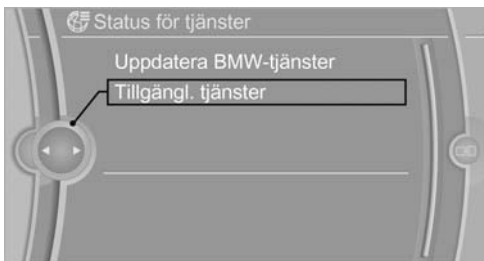 Status för tjänster
Uppdatera BMW-tjänster
Tillgängl. tjänster